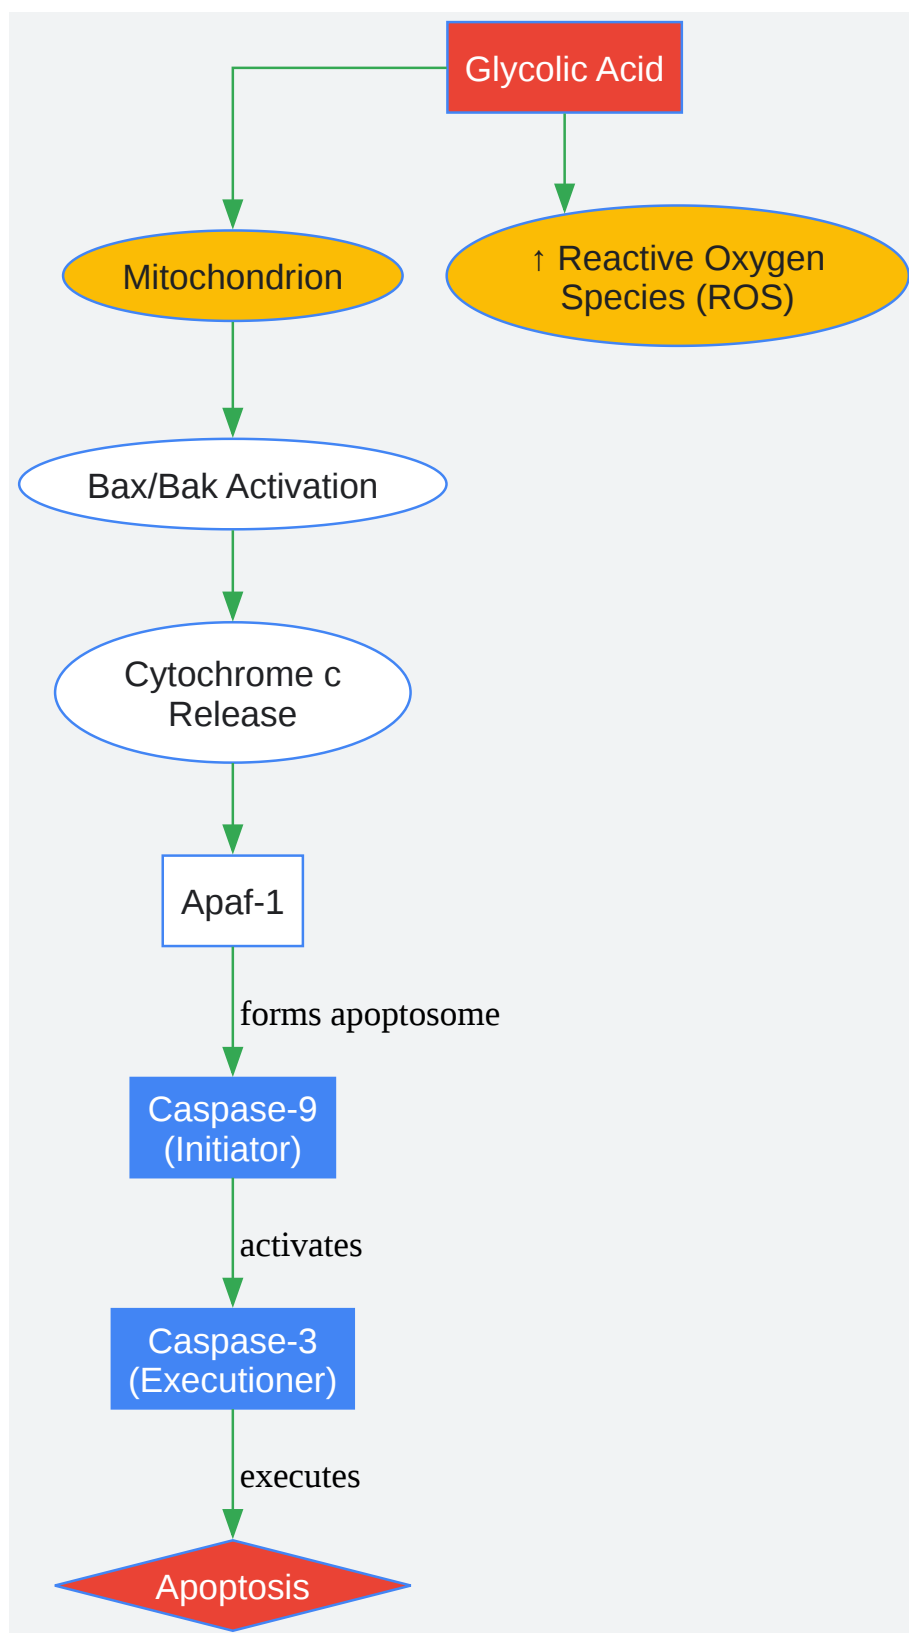 Glycolic Acid
Mitochondrion
↑ Reactive Oxygen
Species (ROS)
Bax/Bak Activation
Cytochrome c
Release
Apaf-1
forms apoptosome
Caspase-9
(Initiator)
activates
Caspase-3
(Executioner)
executes
Apoptosis